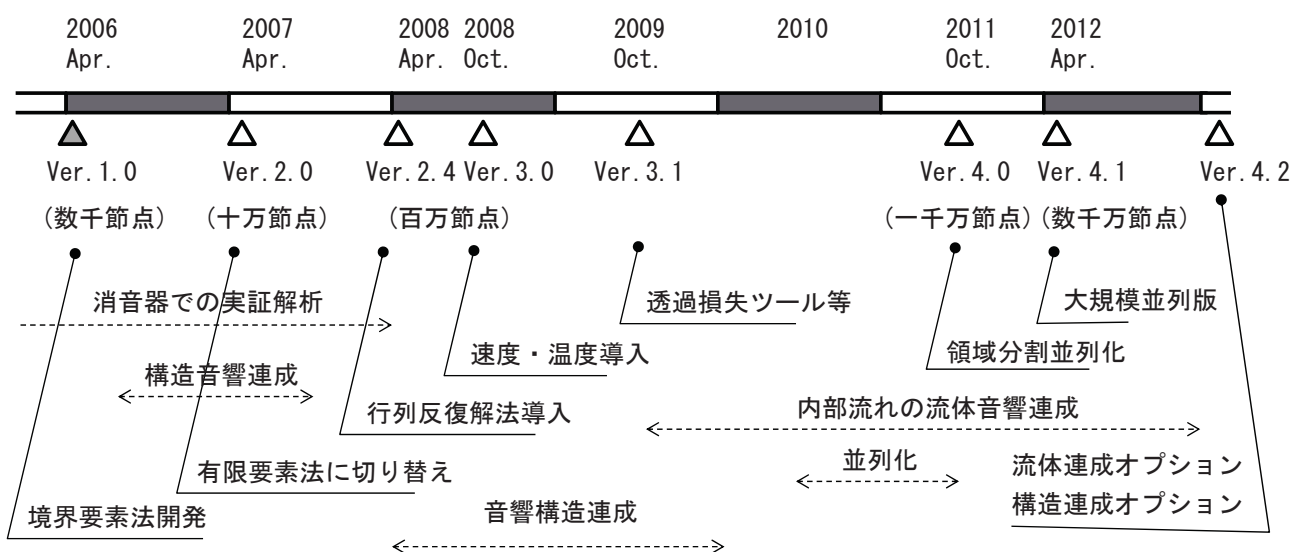 2006 2007 2008 2008 2009 2010 2011 2012
Apr. Apr. Apr. Oct. Oct. Oct. Apr.
Ver.1.0 Ver.2.0 Ver.2.4 Ver.3.0 Ver.3.1 Ver.4.0 Ver.4.1 Ver.4.2
(数千節点) (十万節点) (百万節点) (一千万節点) (数千万節点)
消音器での実証解析 透過損失ツール等 大規模並列版
速度・温度導入 領域分割並列化
構造音響連成
行列反復解法導入 内部流れの流体音響連成
有限要素法に切り替え 並列化 流体連成オプション
境界要素法開発 音響構造連成 構造連成オプション